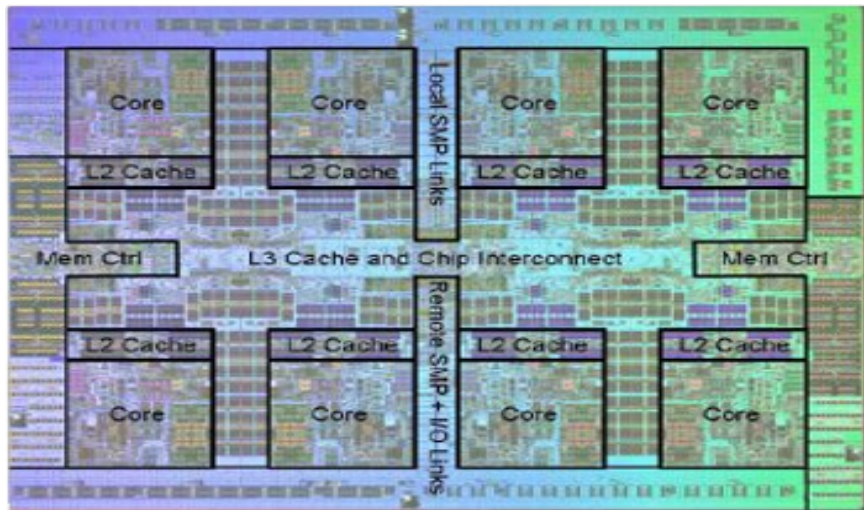 Core
Core
Core
Core
Local SMP Links
L2 Cache
L2 Cache
L2 Cache
L2 Cache
Mem Ctrl
L3 Cache and Chip Interconnect
Mem Ctrl
Remote SMP + I/O Links
L2 Cache
L2 Cache
L2 Cache
L2 Cache
Core
Core
Core
Core